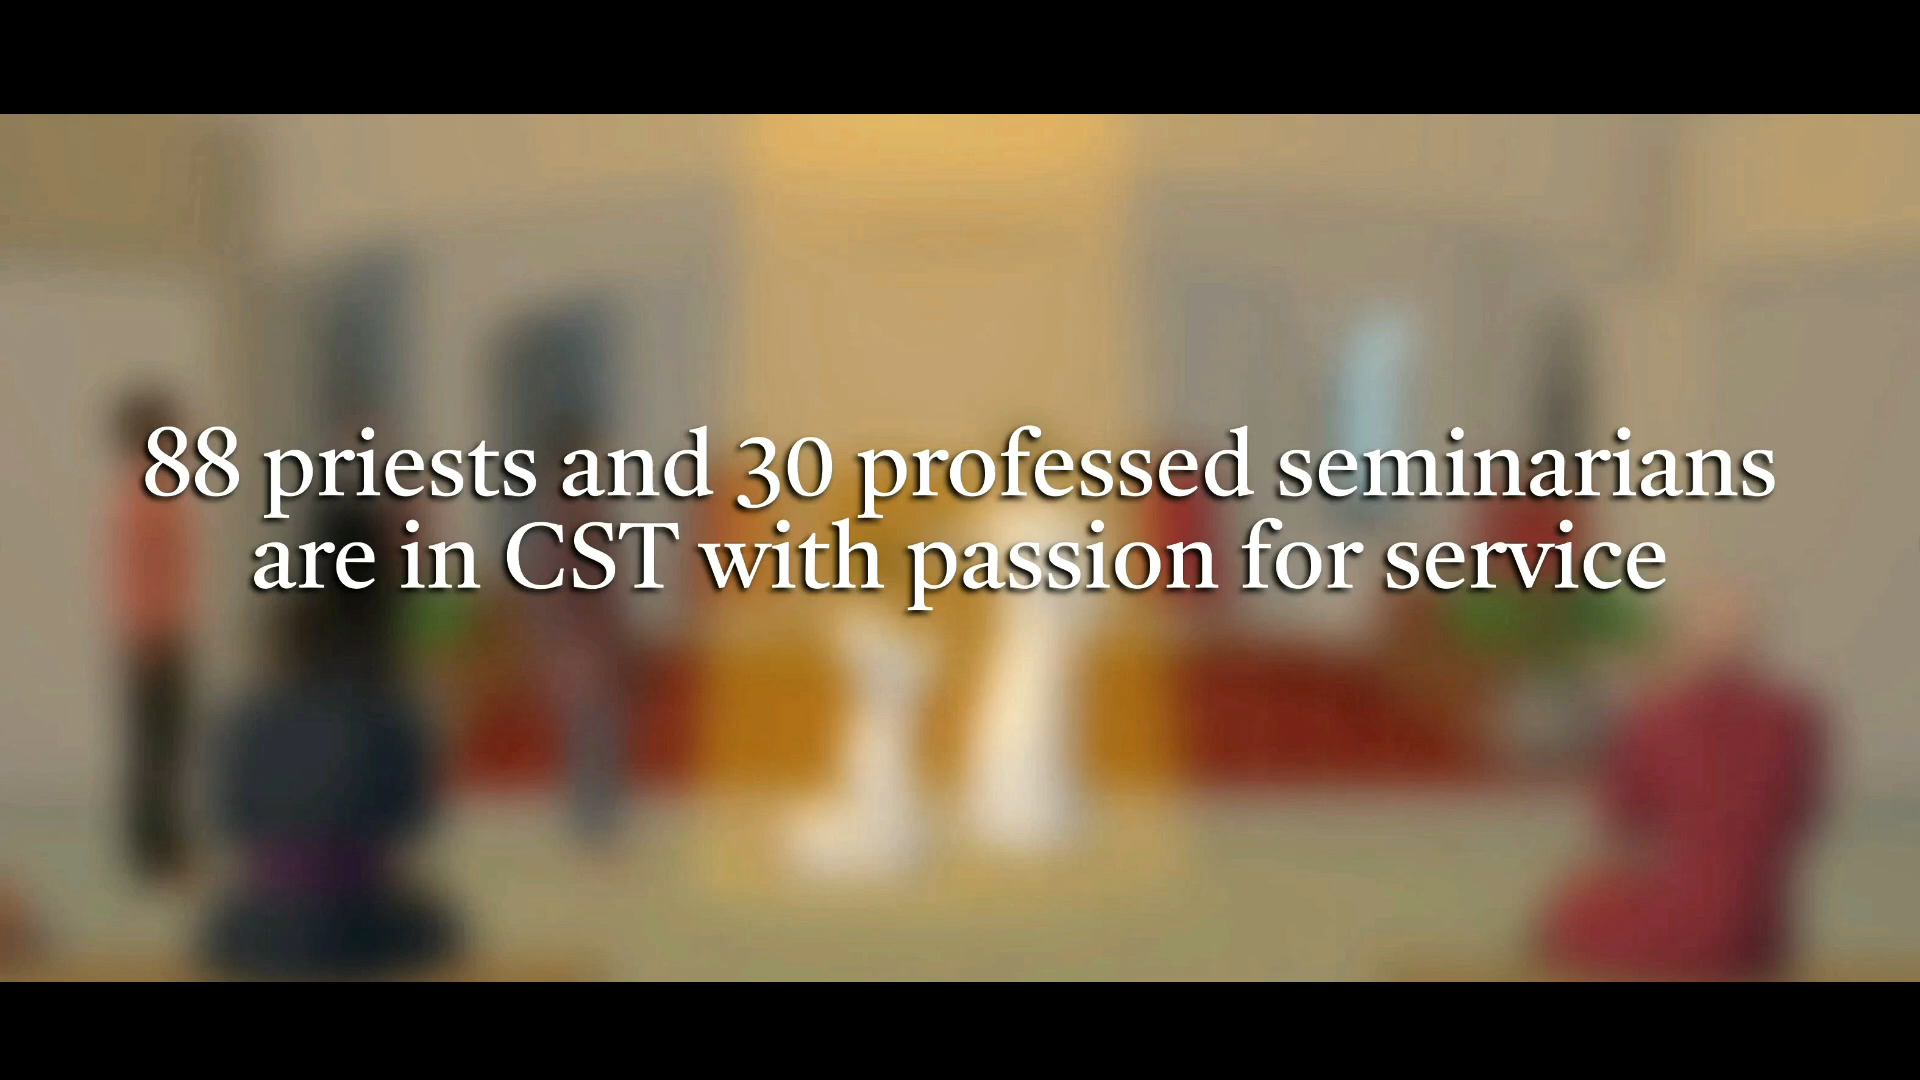 88 priests and 30 professed seminarians
are in CST with passion for service